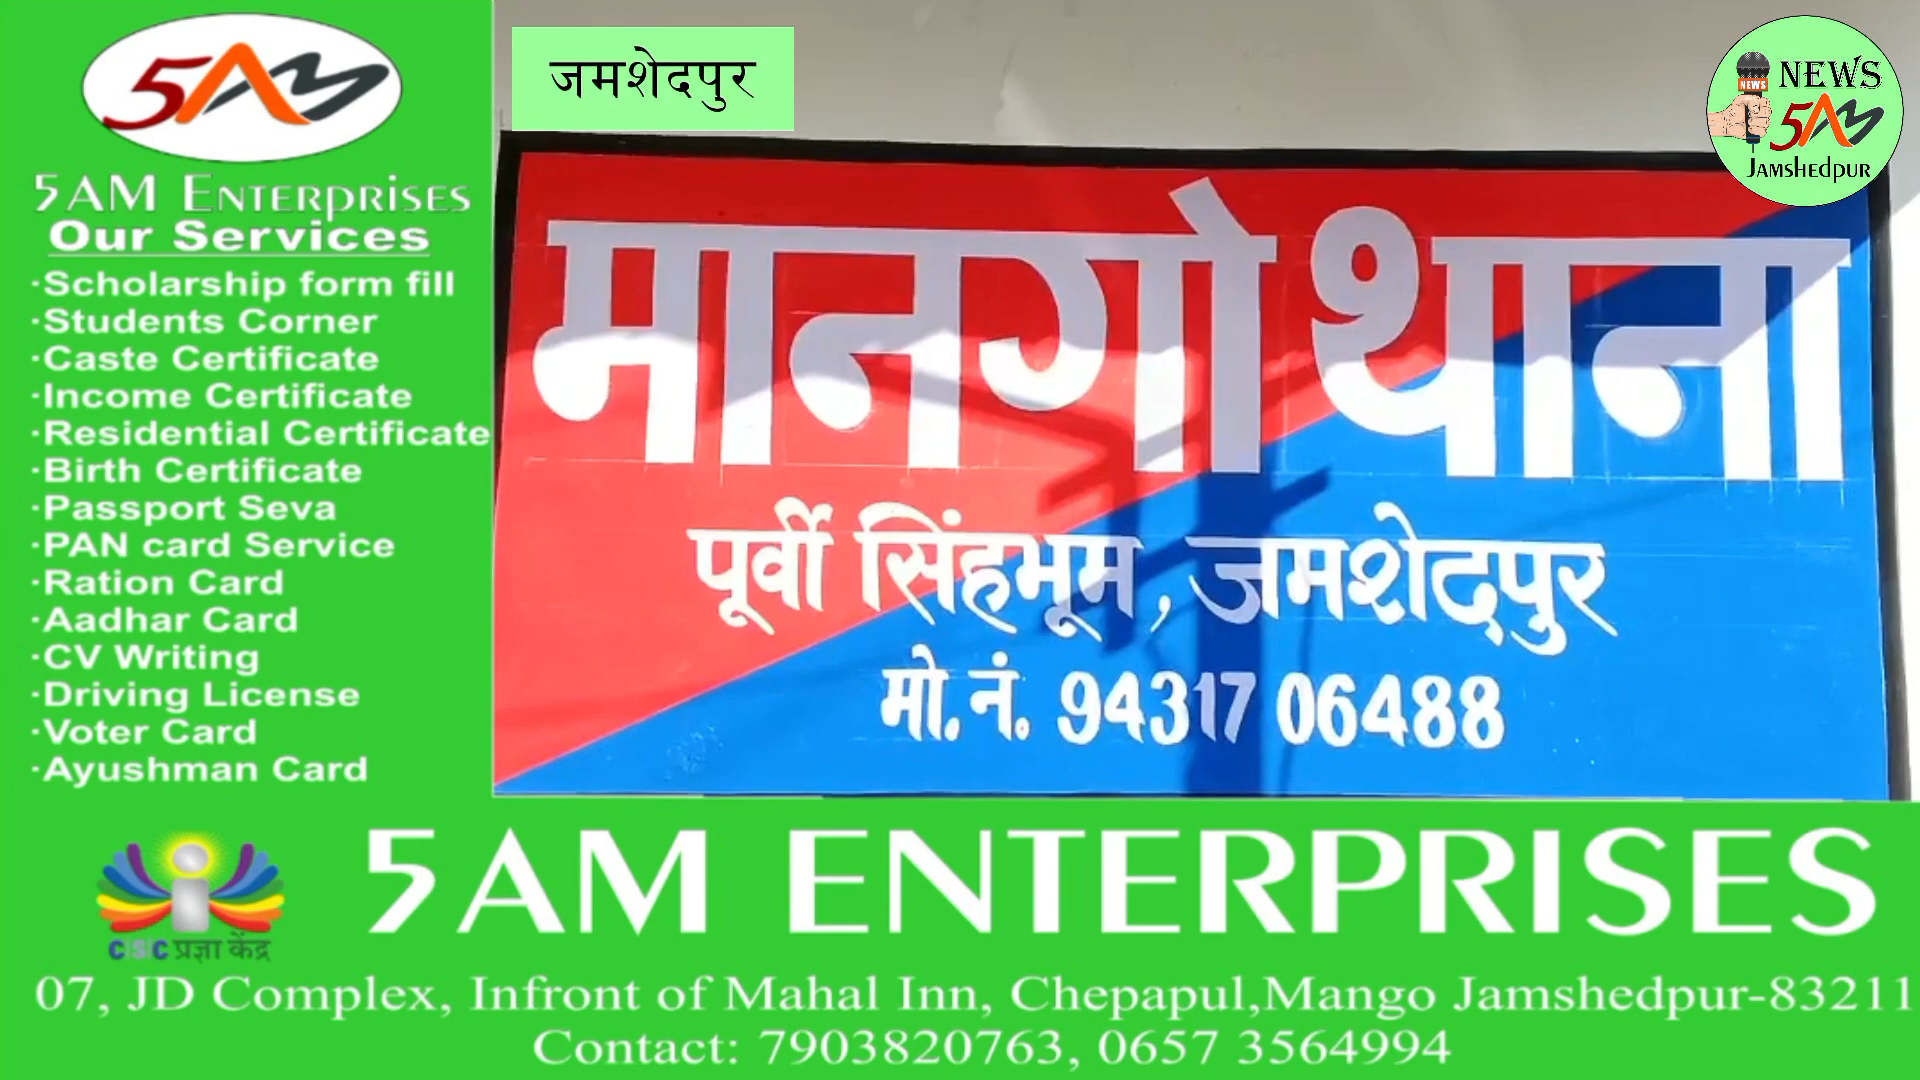 5AM
5AM ENTERPRISES
Our Services
·Scholarship form fill
·Students Corner
·Caste Certificate
·Income Certificate
·Residential Certificate
·Birth Certificate
·Passport Seva
·PAN card Service
·Ration Card
·Aadhar Card
·CV Writing
·Driving License
·Voter Card
·Ayushman Card
जमशेदपुर
NEWS
NEWS
5AM
JAMSHEDPUR
मानगो थाना
पूर्वी सिंहभूम, जमशेदपुर
मो. नं. 94317 06488
CSC प्रज्ञा केंद्र
5AM ENTERPRISES
07, JD Complex, Infront of Mahal Inn, Chepapul,Mango Jamshedpur-83211
Contact: 7903820763, 0657 3564994